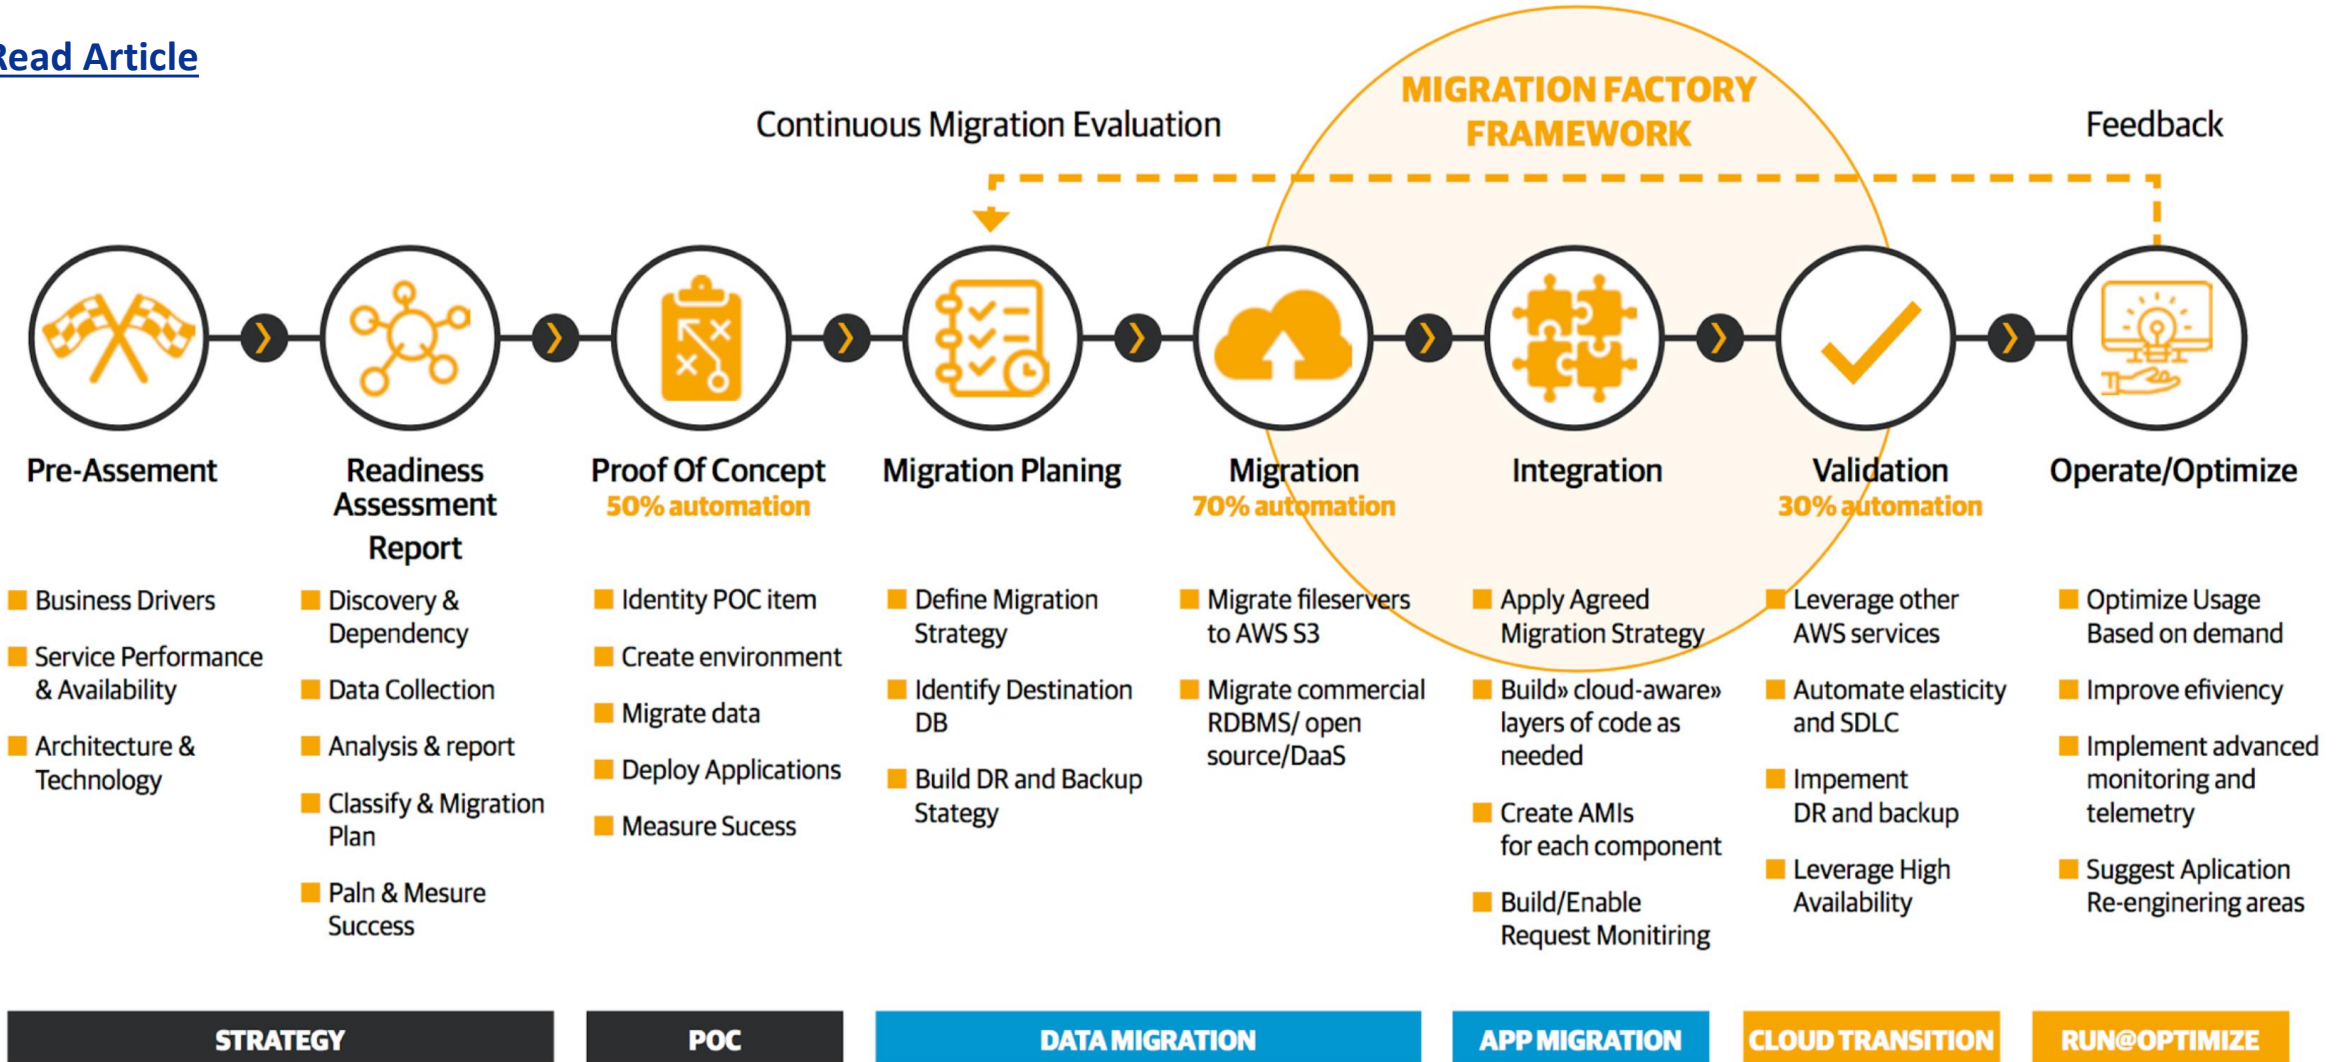 Read Article
MIGRATION FACTORY
FRAMEWORK
Continuous Migration Evaluation
Feedback
Pre-Assement
Readiness
Assessment
Report
Proof Of Concept
50% automation
Migration Planing
Migration
70% automation
Integration
Validation
30% automation
Operate/Optimize
Business Drivers
Service Performance
& Availability
Architecture &
Technology
Discovery &
Dependency
Data Collection
Analysis & report
Classify & Migration
Plan
Paln & Mesure
Success
Identity POC item
Create environment
Migrate data
Deploy Applications
Measure Sucess
Define Migration
Strategy
Identify Destination
DB
Build DR and Backup
Stategy
Migrate fileservers
to AWS S3
Migrate commercial
RDBMS/ open
source/DaaS
Apply Agreed
Migration Strategy
Build» cloud-aware»
layers of code as
needed
Create AMIs
for each component
Build/Enable
Request Monitiring
Leverage other
AWS services
Automate elasticity
and SDLC
Impement
DR and backup
Leverage High
Availability
Optimize Usage
Based on demand
Improve efiviency
Implement advanced
monitoring and
telemetry
Suggest Aplication
Re-enginering areas
STRATEGY
POC
DATA MIGRATION
APP MIGRATION
CLOUD TRANSITION
RUN@OPTIMIZE